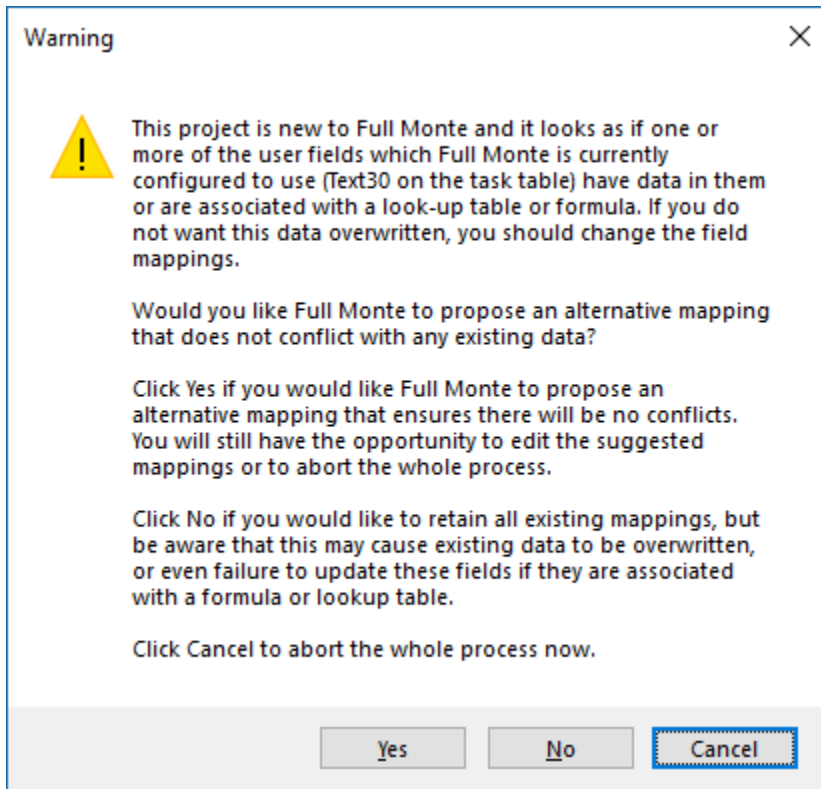 Warning
This project is new to Full Monte and it looks as if one or
more of the user fields which Full Monte is currently
configured to use (Text30 on the task table) have data in them
or are associated with a look-up table or formula. If you do
not want this data overwritten, you should change the field
mappings.
Would you like Full Monte to propose an alternative mapping
that does not conflict with any existing data?
Click Yes if you would like Full Monte to propose an
alternative mapping that ensures there will be no conflicts.
You will still have the opportunity to edit the suggested
mappings or to abort the whole process.
Click No if you would like to retain all existing mappings, but
be aware that this may cause existing data to be overwritten,
or even failure to update these fields if they are associated
with a formula or lookup table.
Click Cancel to abort the whole process now.
Yes No Cancel